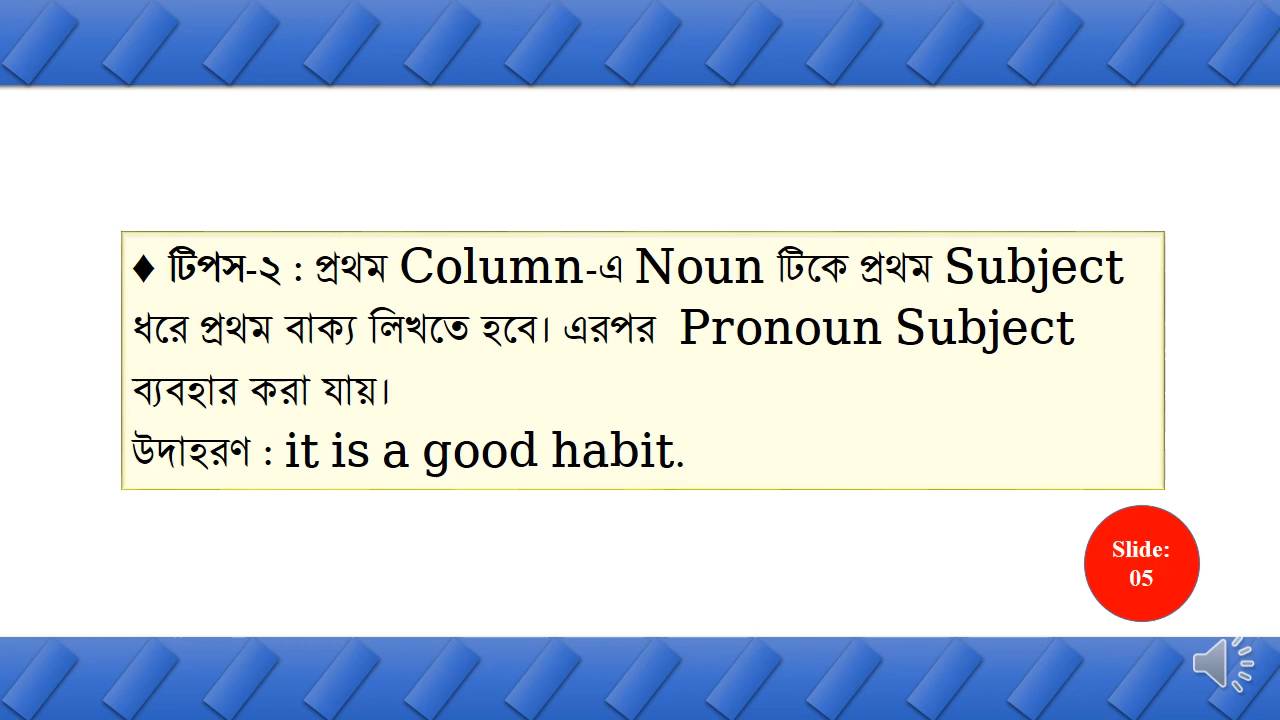 ♦ টিপস-২ : প্রথম Column-এ Noun টিকে প্রথম Subject
ধরে প্রথম বাক্য লিখতে হবে। এরপর Pronoun Subject
ব্যবহার করা যায়।
উদাহরণ : it is a good habit.
Slide:
05